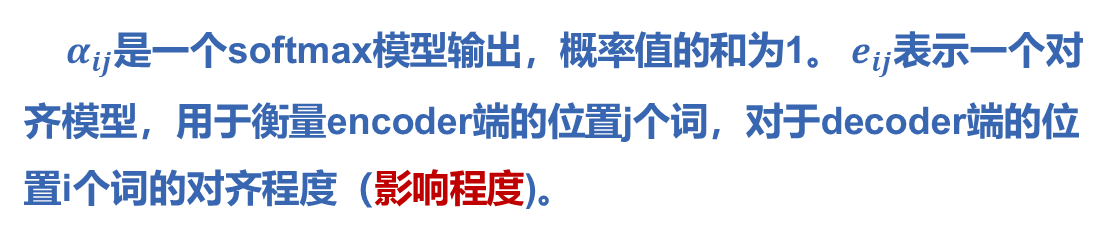 α_ij是一个softmax模型输出，概率值的和为1。 e_ij表示一个对
齐模型，用于衡量encoder端的位置j个词，对于decoder端的位
置i个词的对齐程度（影响程度)。